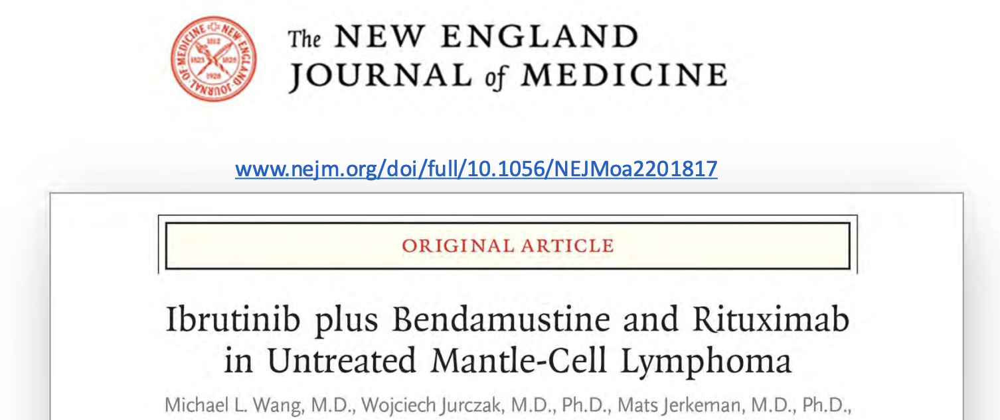 The NEW ENGLAND
JOURNAL of MEDICINE
www.nejm.org/doi/full/10.1056/NEJMoa2201817
ORIGINAL ARTICLE
Ibrutinib plus Bendamustine and Rituximab
in Untreated Mantle-Cell Lymphoma
Michael L. Wang, M.D., Wojciech Jurczak, M.D., Ph.D., Mats Jerkeman, M.D., Ph.D.,